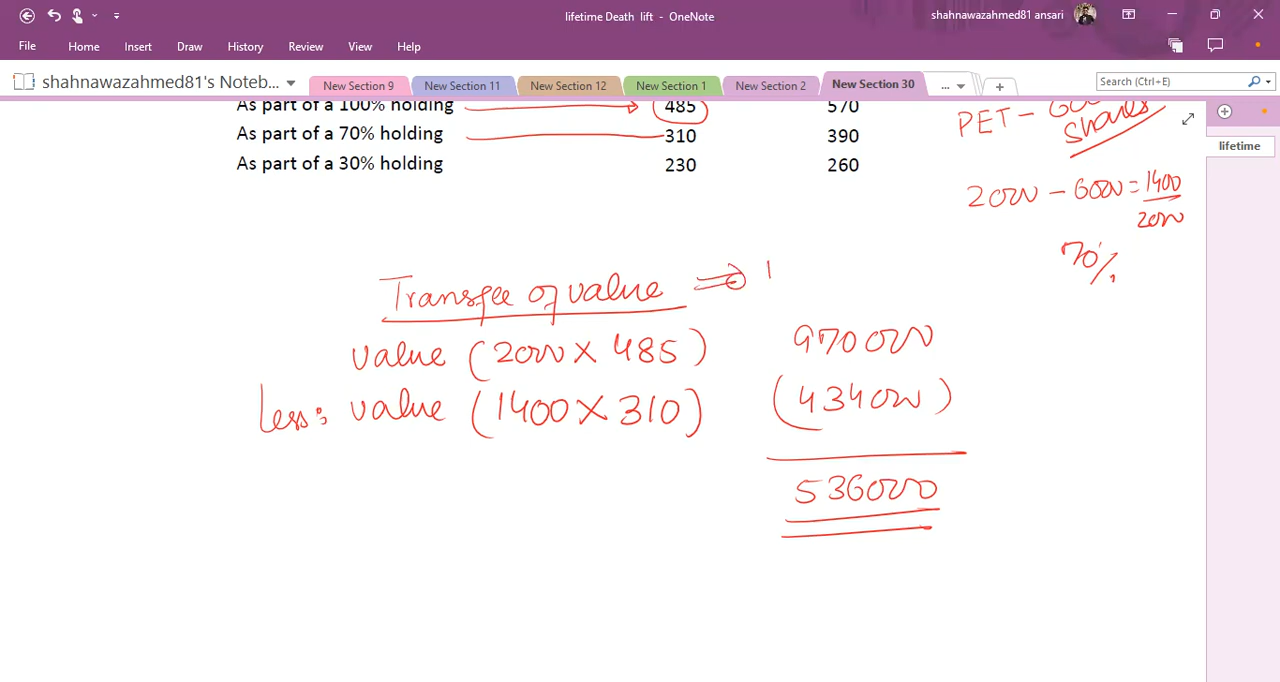 lifetime Death lift - OneNote
shahnawazahmed81 ansari
File Home Insert Draw History Review View Help
shahnawazahmed81's Noteb... New Section 9 New Section 11 New Section 12 New Section 1 New Section 2 New Section 30 ... Search (Ctrl+E)
lifetime
As part of a 100% holding 485 570
As part of a 70% holding 310 390
As part of a 30% holding 230 260
PET - 600
Shares
2000 - 600 = 1400
2000
70%
Transfee of value ⇒ 1
value (2000 × 485) 970000
Less: value (1400 × 310) (434000)
536000